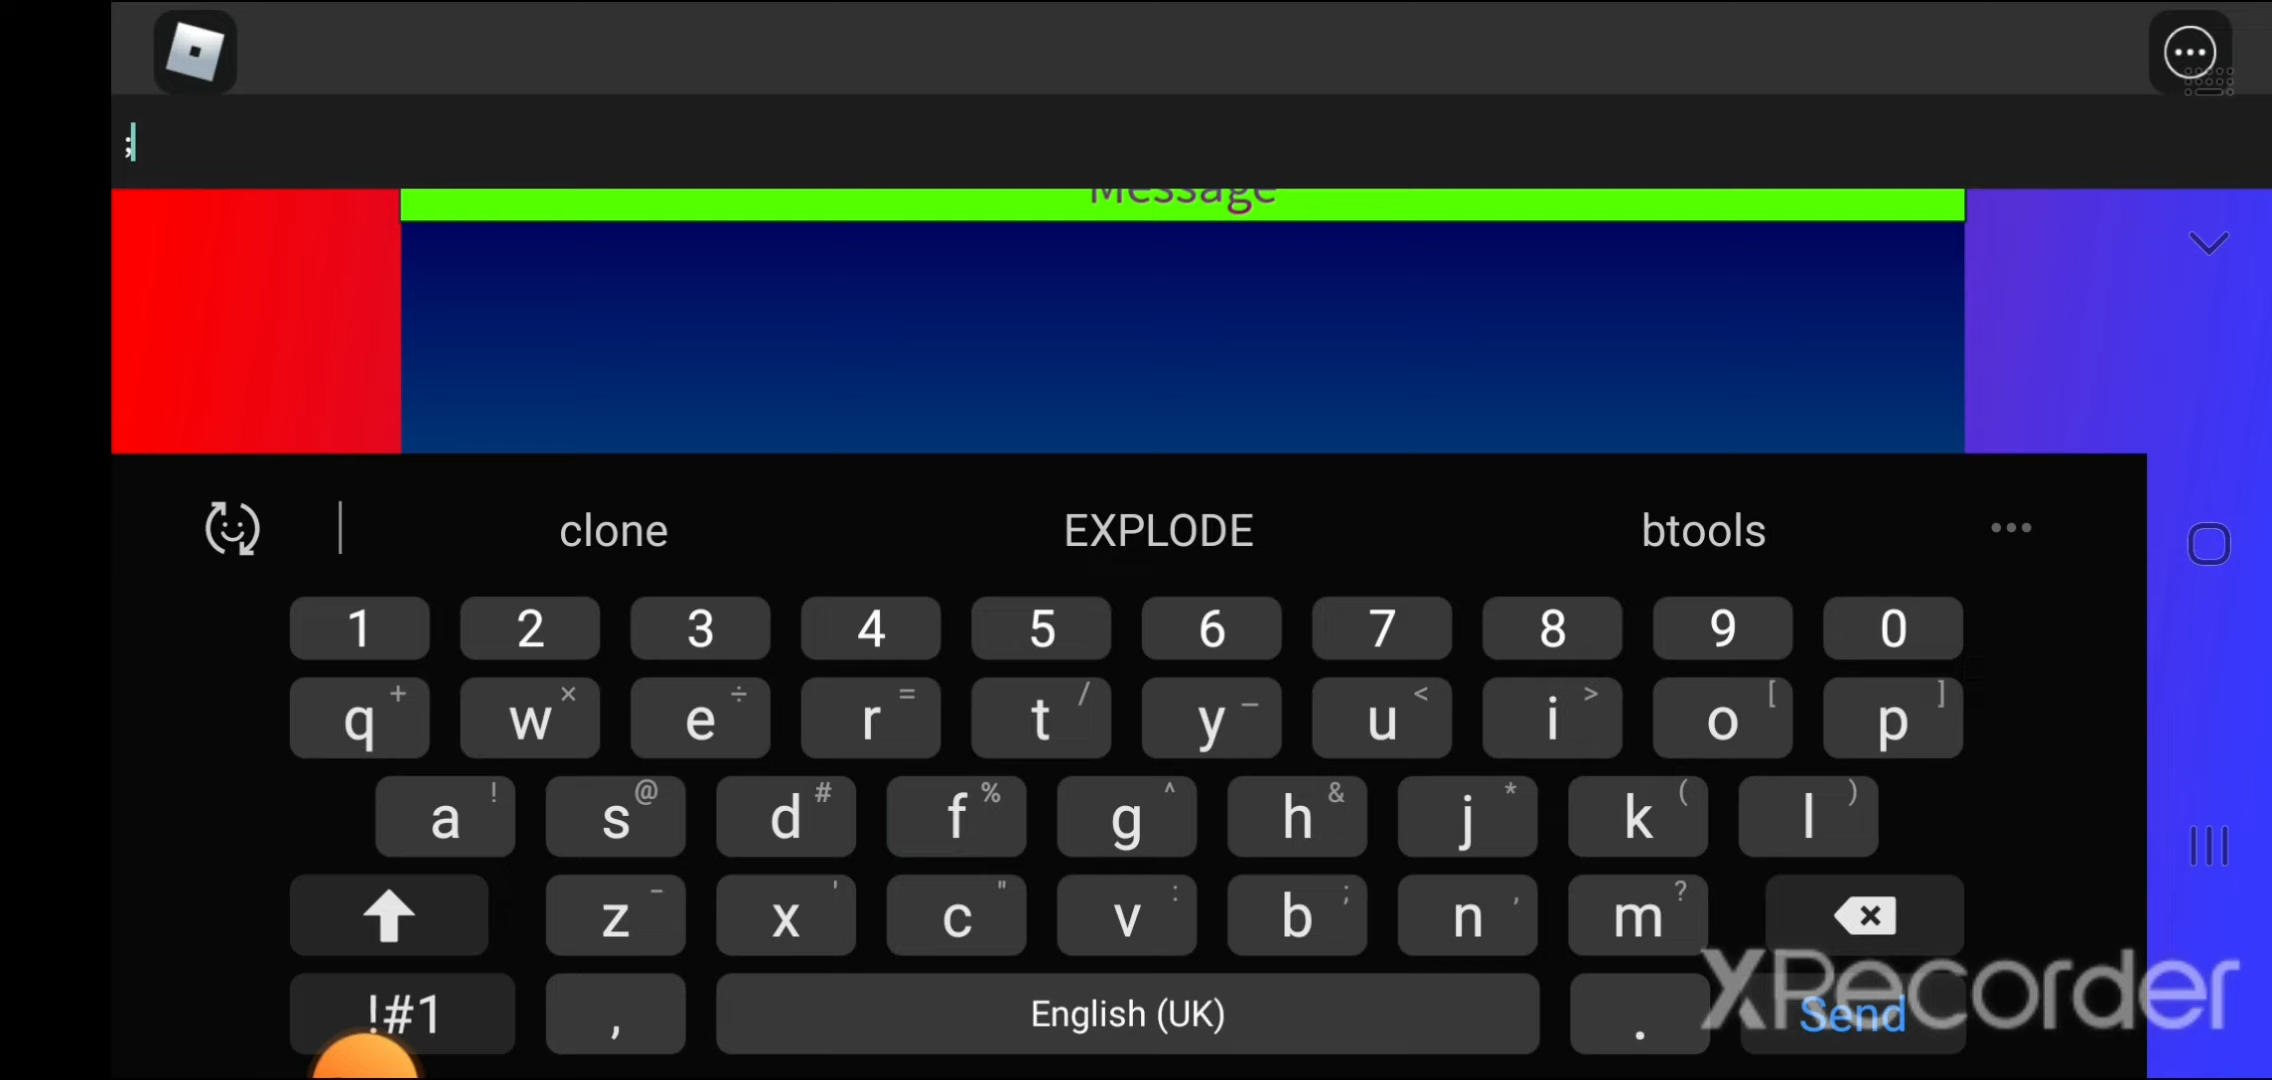 ;
Message
clone EXPLODE btools
1 2 3 4 5 6 7 8 9 0
q + w × e ÷ r = t / y _ u < i > o [ p ]
a ! s @ d # f % g ^ h & j * k ( l )
z - x ' c " v : b ; n , m ?
!#1 , English (UK) . Send
XRecorder